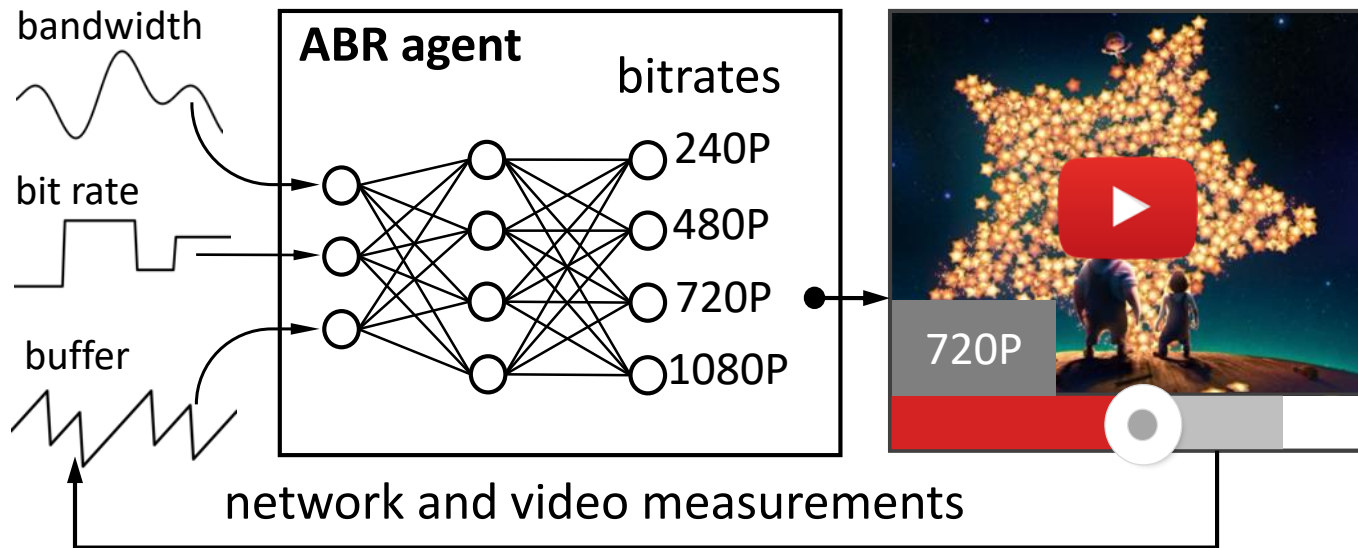 bandwidth
bit rate
buffer
ABR agent
bitrates
240P
480P
720P
1080P
720P
network and video measurements